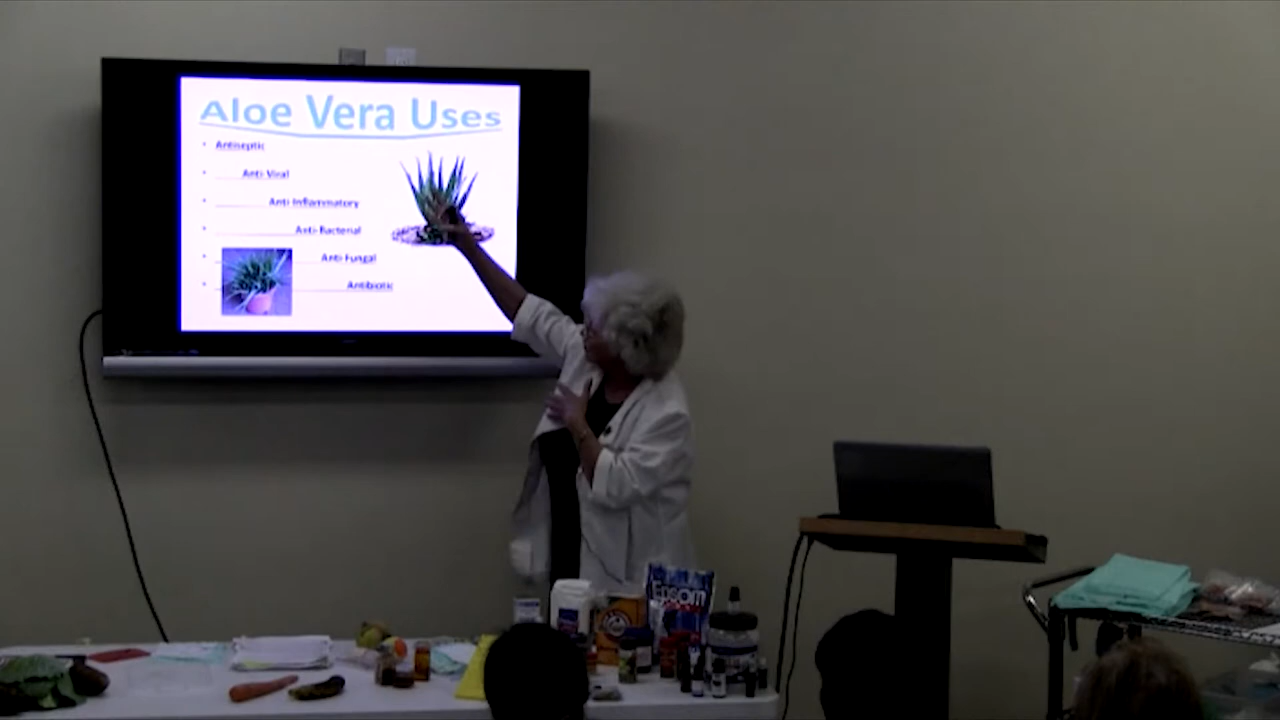 Aloe Vera Uses
• Antiseptic
• Anti-Viral
• Anti-Inflammatory
• Anti-Bacterial
• Anti-Fungal
• Antibiotic
Epsom